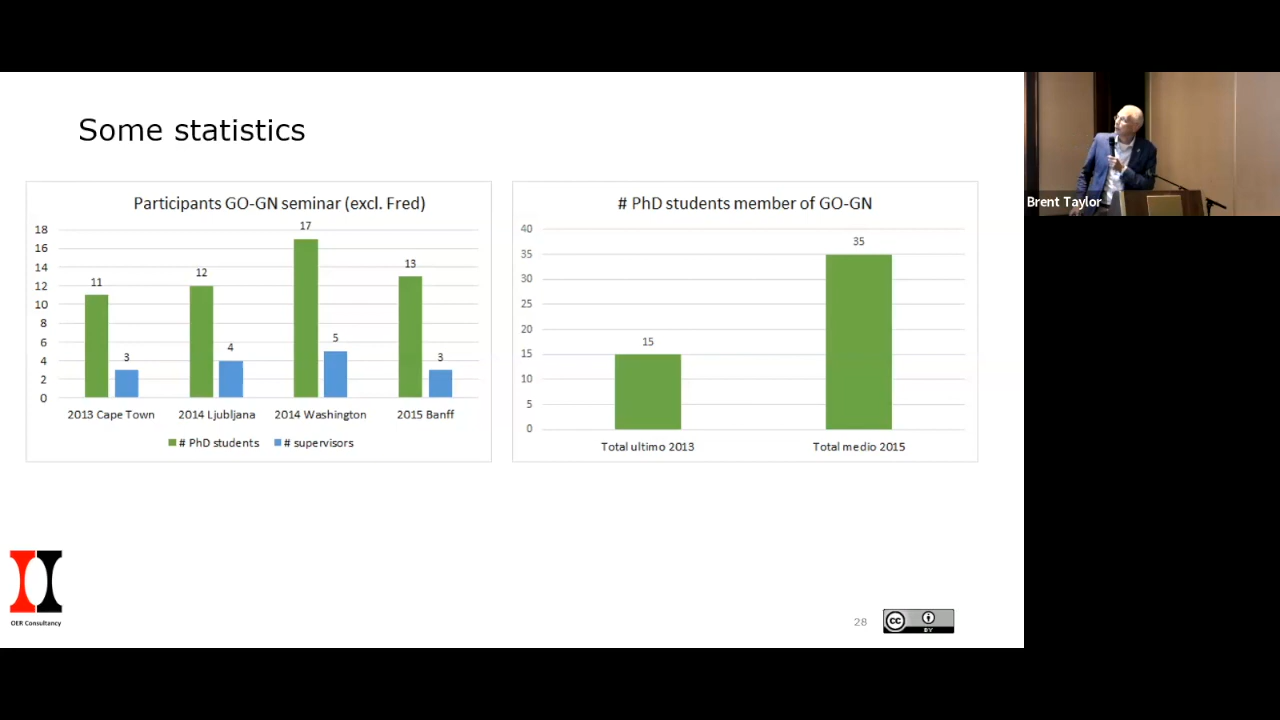 Some statistics
Participants GO-GN seminar (excl. Fred)
18
16
14
12
10
8
6
4
2
0
11
3
12
4
17
5
13
3
2013 Cape Town
2014 Ljubljana
2014 Washington
2015 Banff
# PhD students
# supervisors
# PhD students member of GO-GN
40
35
30
25
20
15
10
5
0
15
35
Total ultimo 2013
Total medio 2015
Brent Taylor
OER Consultancy
28
cc
BY